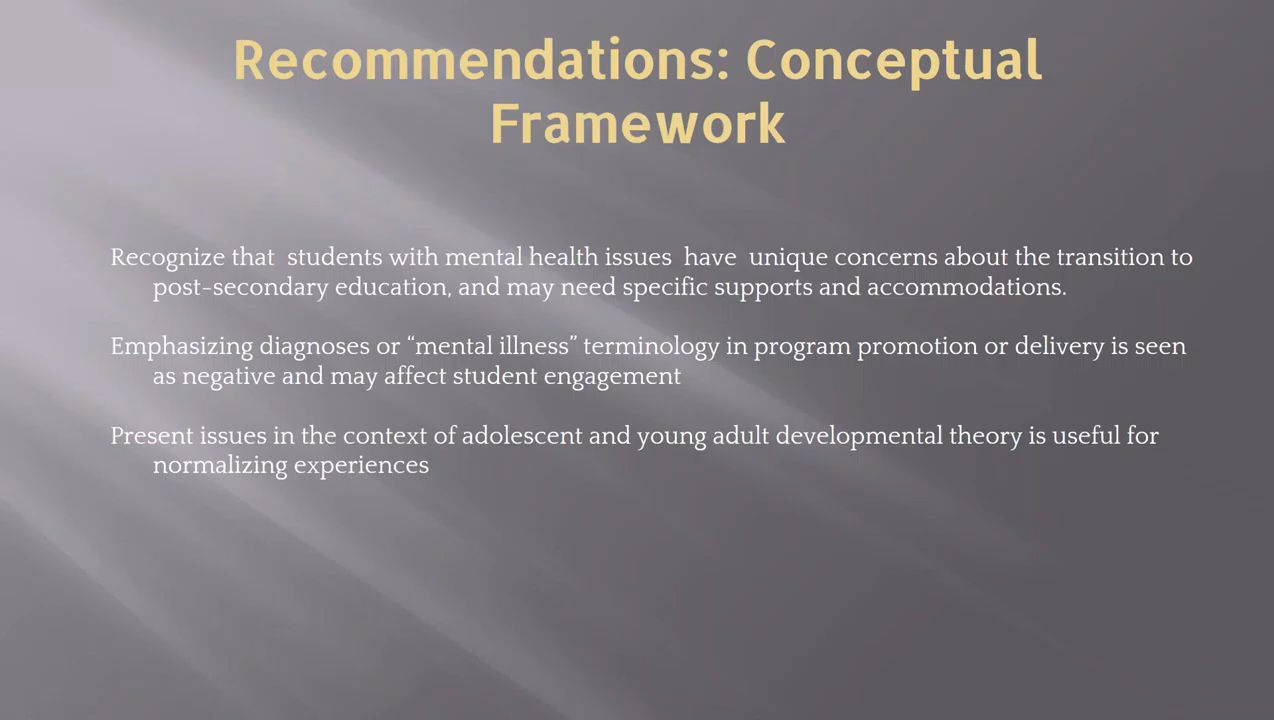 Recommendations: Conceptual
Framework
Recognize that students with mental health issues have unique concerns about the transition to
post-secondary education, and may need specific supports and accommodations.
Emphasizing diagnoses or “mental illness” terminology in program promotion or delivery is seen
as negative and may affect student engagement
Present issues in the context of adolescent and young adult developmental theory is useful for
normalizing experiences